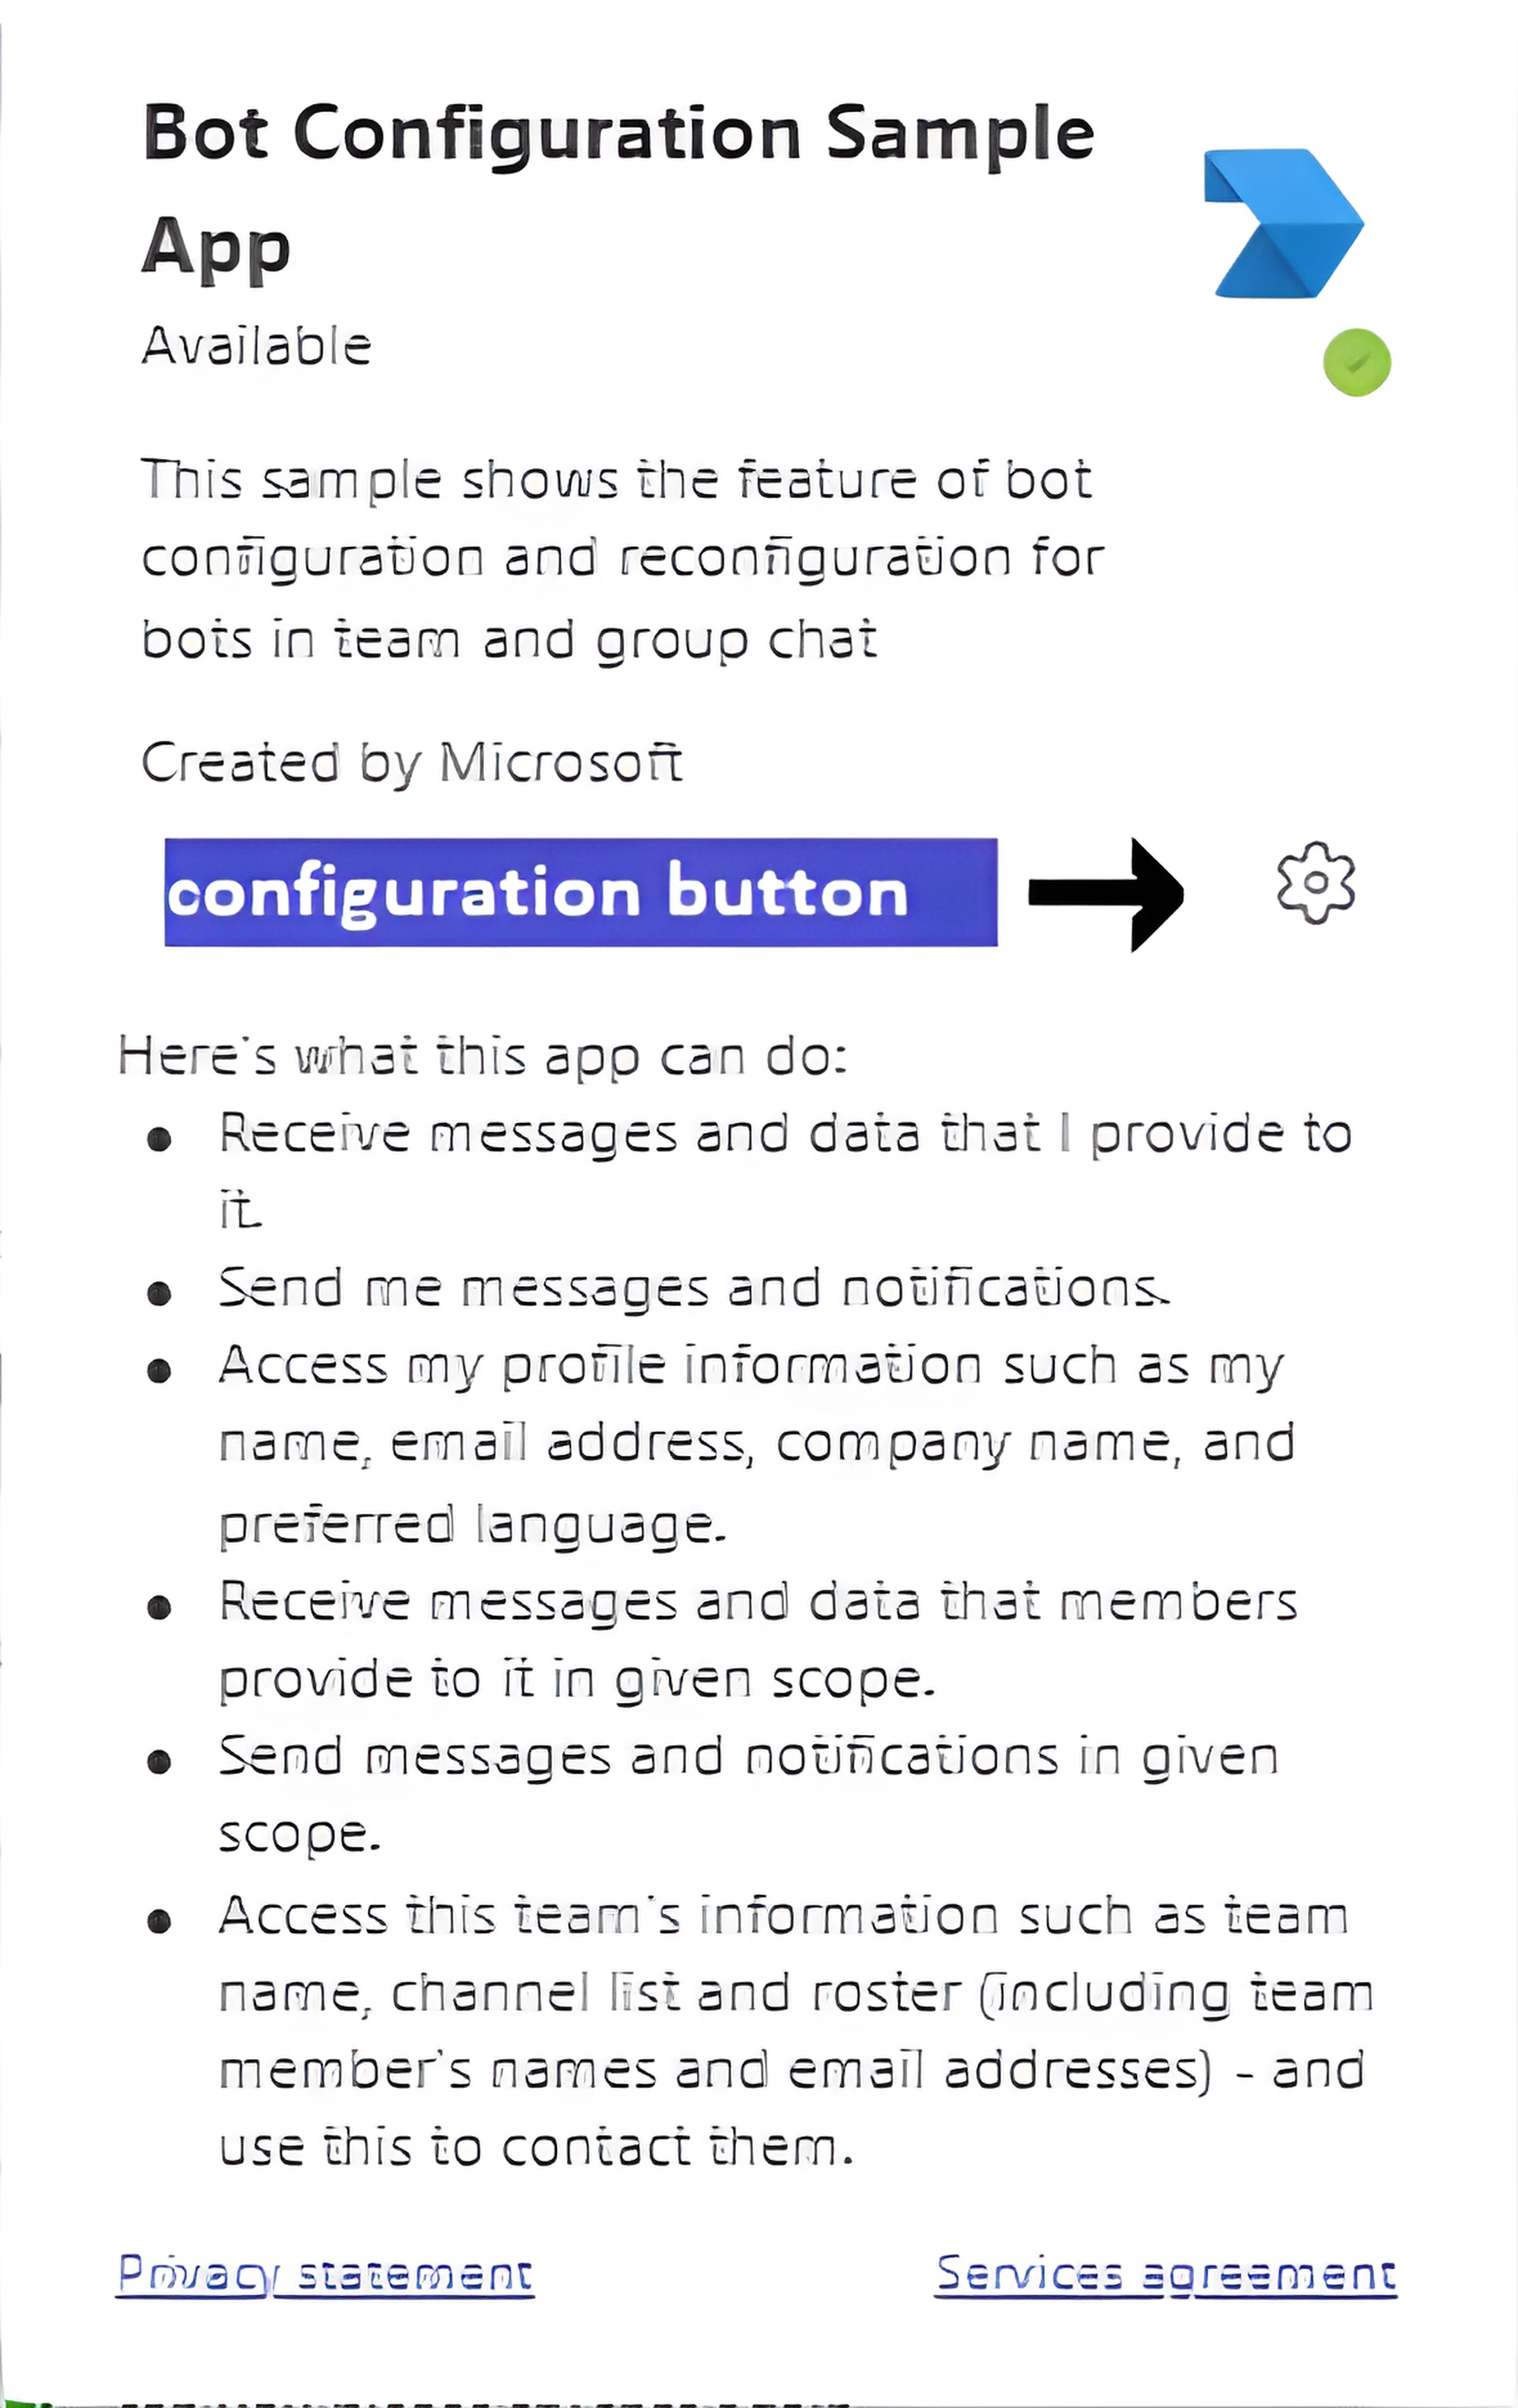 Bot Configuration Sample
App
Available
This sample shows the feature of bot
configuration and reconfiguration for
bots in team and group chat
Created by Microsoft
configuration button
Here's what this app can do:
• Receive messages and data that I provide to
it.
• Send me messages and notifications.
• Access my profile information such as my
name, email address, company name, and
preferred language.
• Receive messages and data that members
provide to it in given scope.
• Send messages and notifications in given
scope.
• Access this team's information such as team
name, channel list and roster (including team
member's names and email addresses) - and
use this to contact them.
Privacy statement
Services agreement